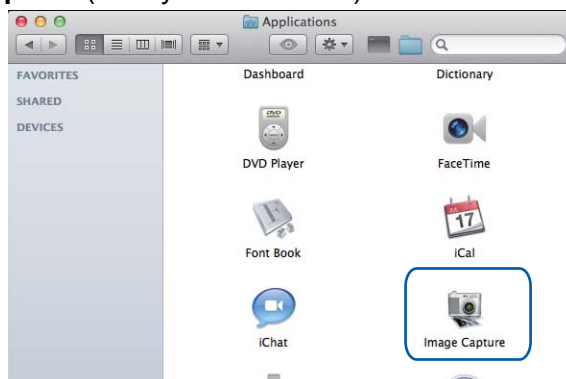 Applications
FAVORITES
SHARED
DEVICES
Dashboard Dictionary
DVD
DVD Player FaceTime
F
17
Font Book iCal
iChat Image Capture